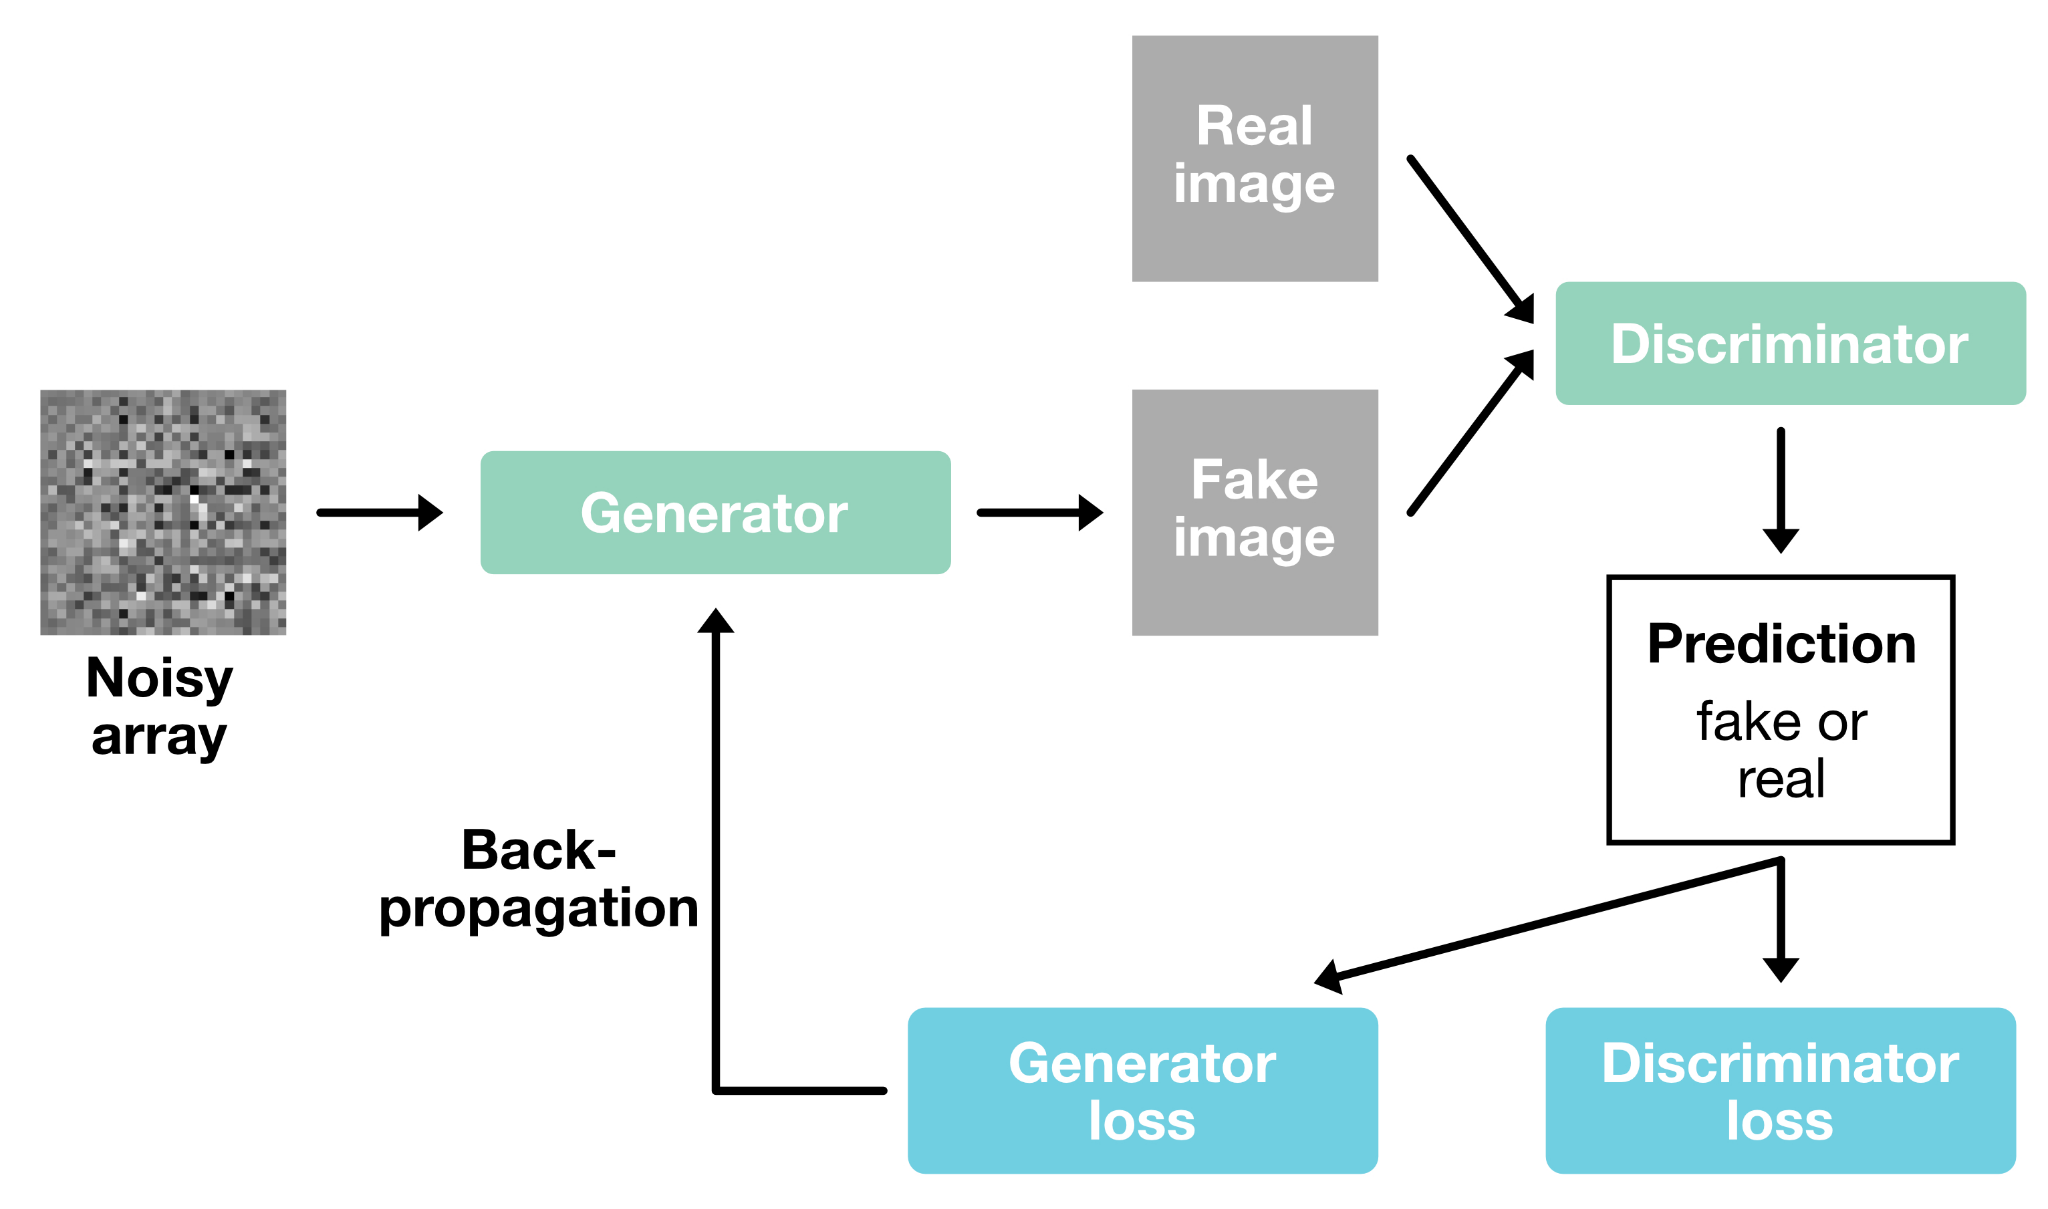 Real
image
Discriminator
Generator
Fake
image
Noisy
array
Prediction
fake or
real
Back-
propagation
Generator
loss
Discriminator
loss